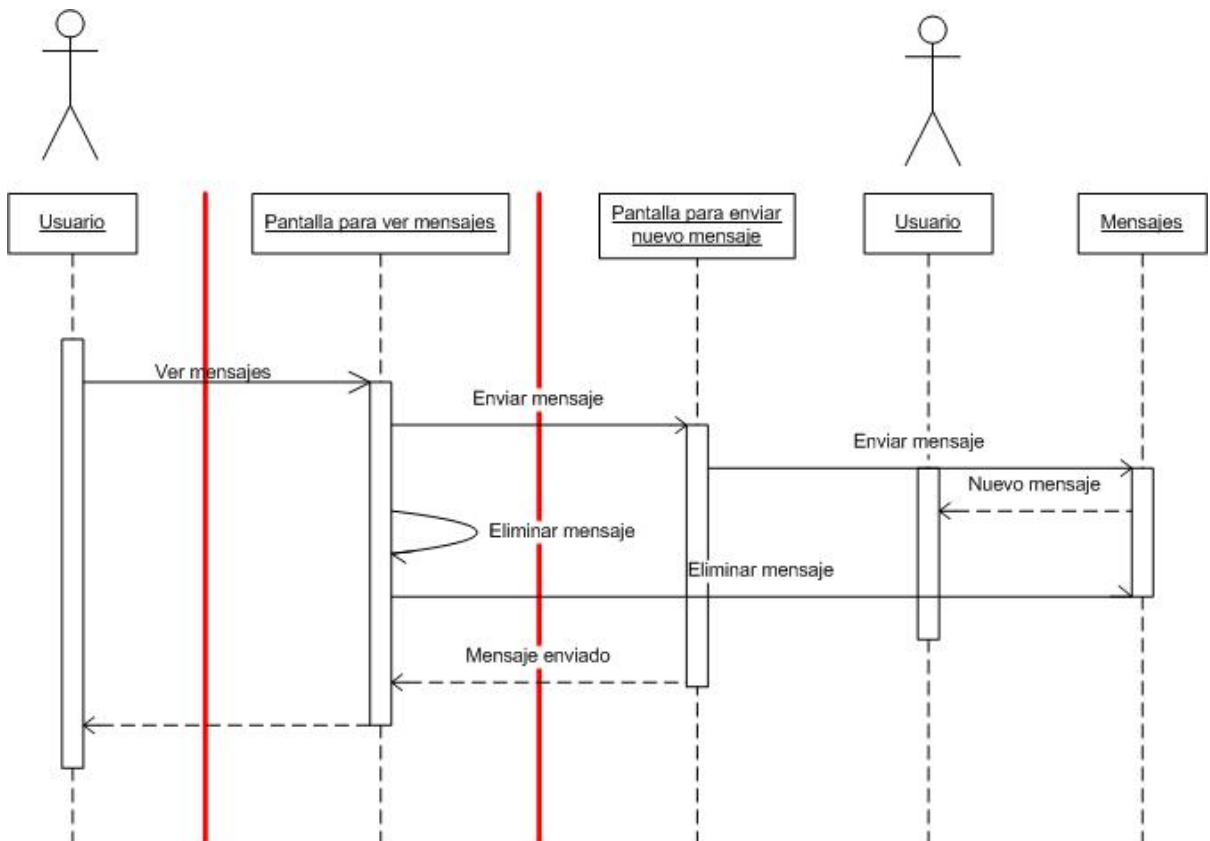 Usuario
Pantalla para ver mensajes
Pantalla para enviar
nuevo mensaje
Usuario
Mensajes
Ver mensajes
Enviar mensaje
Enviar mensaje
Nuevo mensaje
Eliminar mensaje
Eliminar mensaje
Mensaje enviado